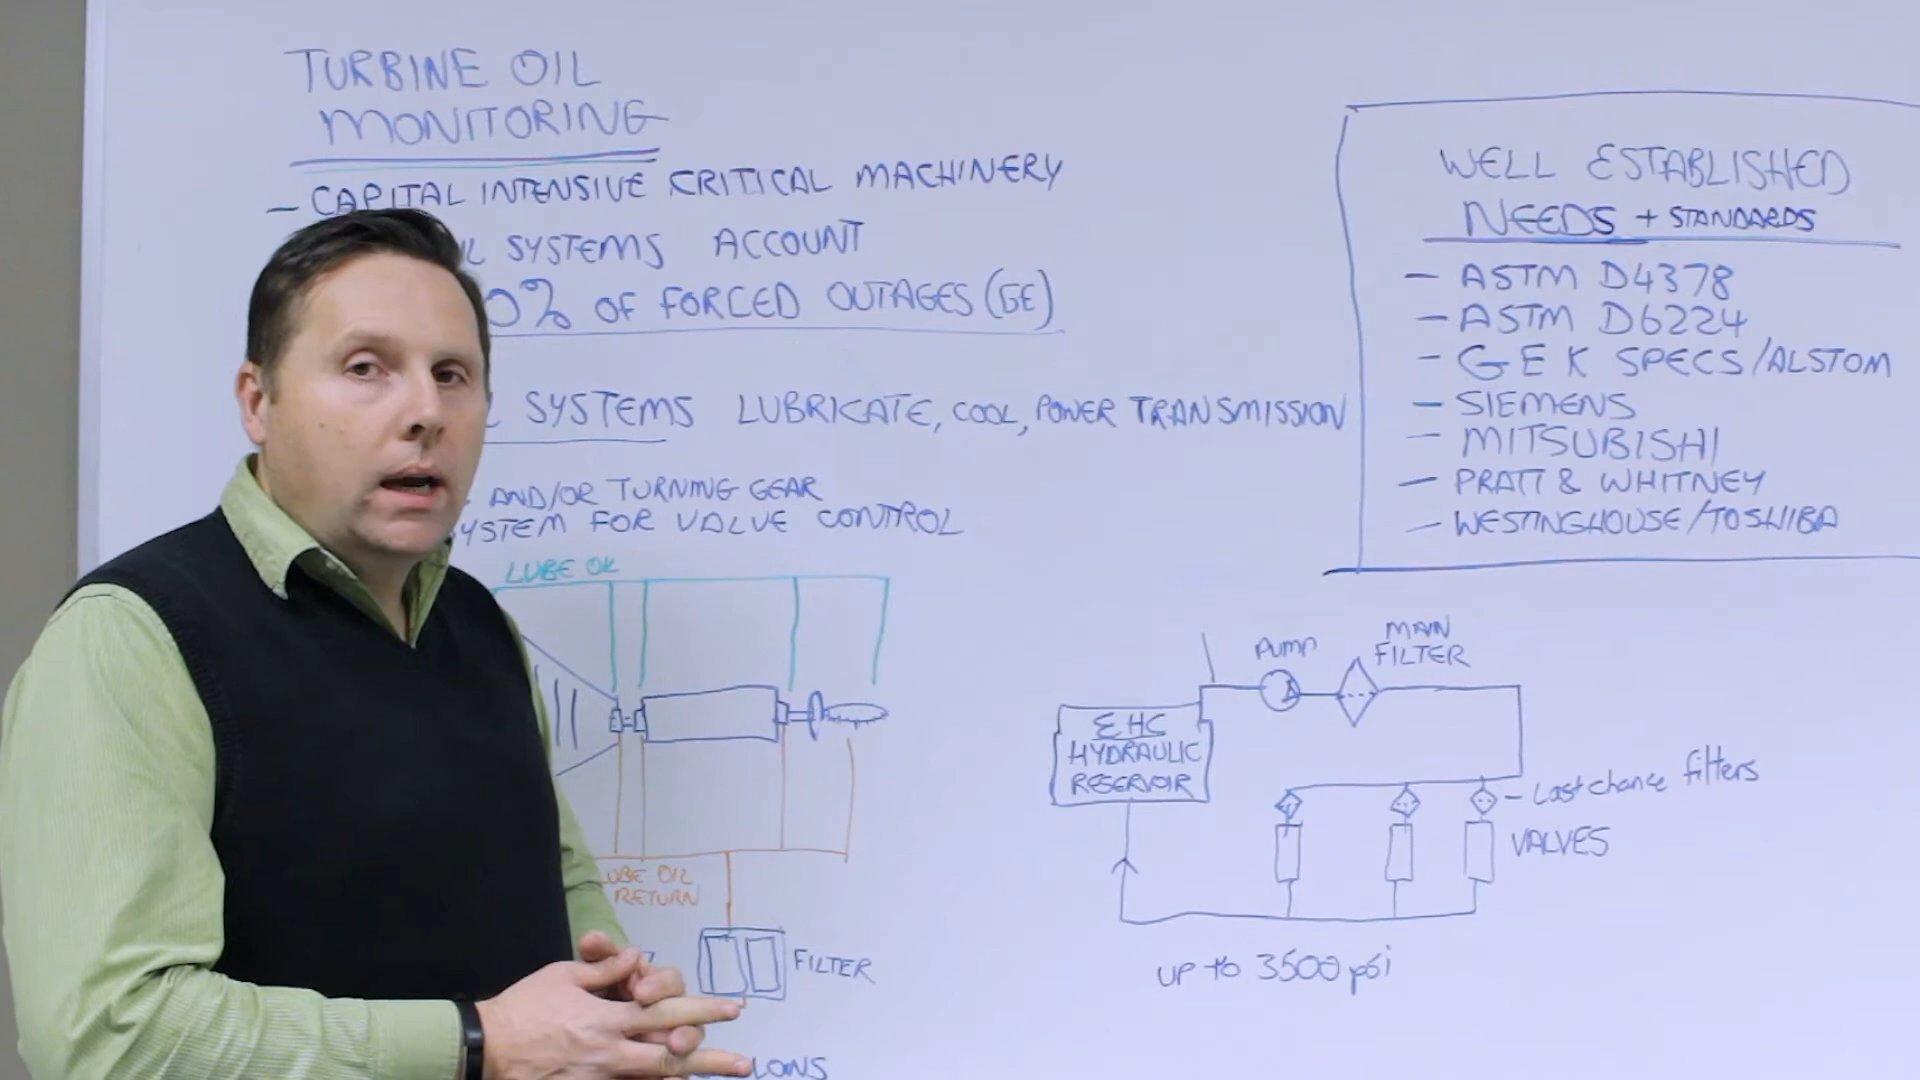 TURBINE OIL
MONITORING
- CAPITAL INTENSIVE CRITICAL MACHINERY
SYSTEMS ACCOUNT
0% OF FORCED OUTAGES (GE)
SYSTEMS LUBRICATE, COOL, POWER TRANSMISSION
AND/OR TURNING GEAR
YSTEM FOR VALVE CONTROL
LUBE OIL
LUBE OIL
RETURN
FILTER
LONS
WELL ESTABLISHED
NEEDS + STANDARDS
- ASTM D4378
- ASTM D6224
- GEK SPECS/ALSTOM
- SIEMENS
- MITSUBISHI
- PRATT & WHITNEY
- WESTINGHOUSE/TOSHIBA
PUMP
MAIN
FILTER
EHC
HYDRAULIC
RESERVOIR
- Last chance filters
VALVES
up to 3500 psi